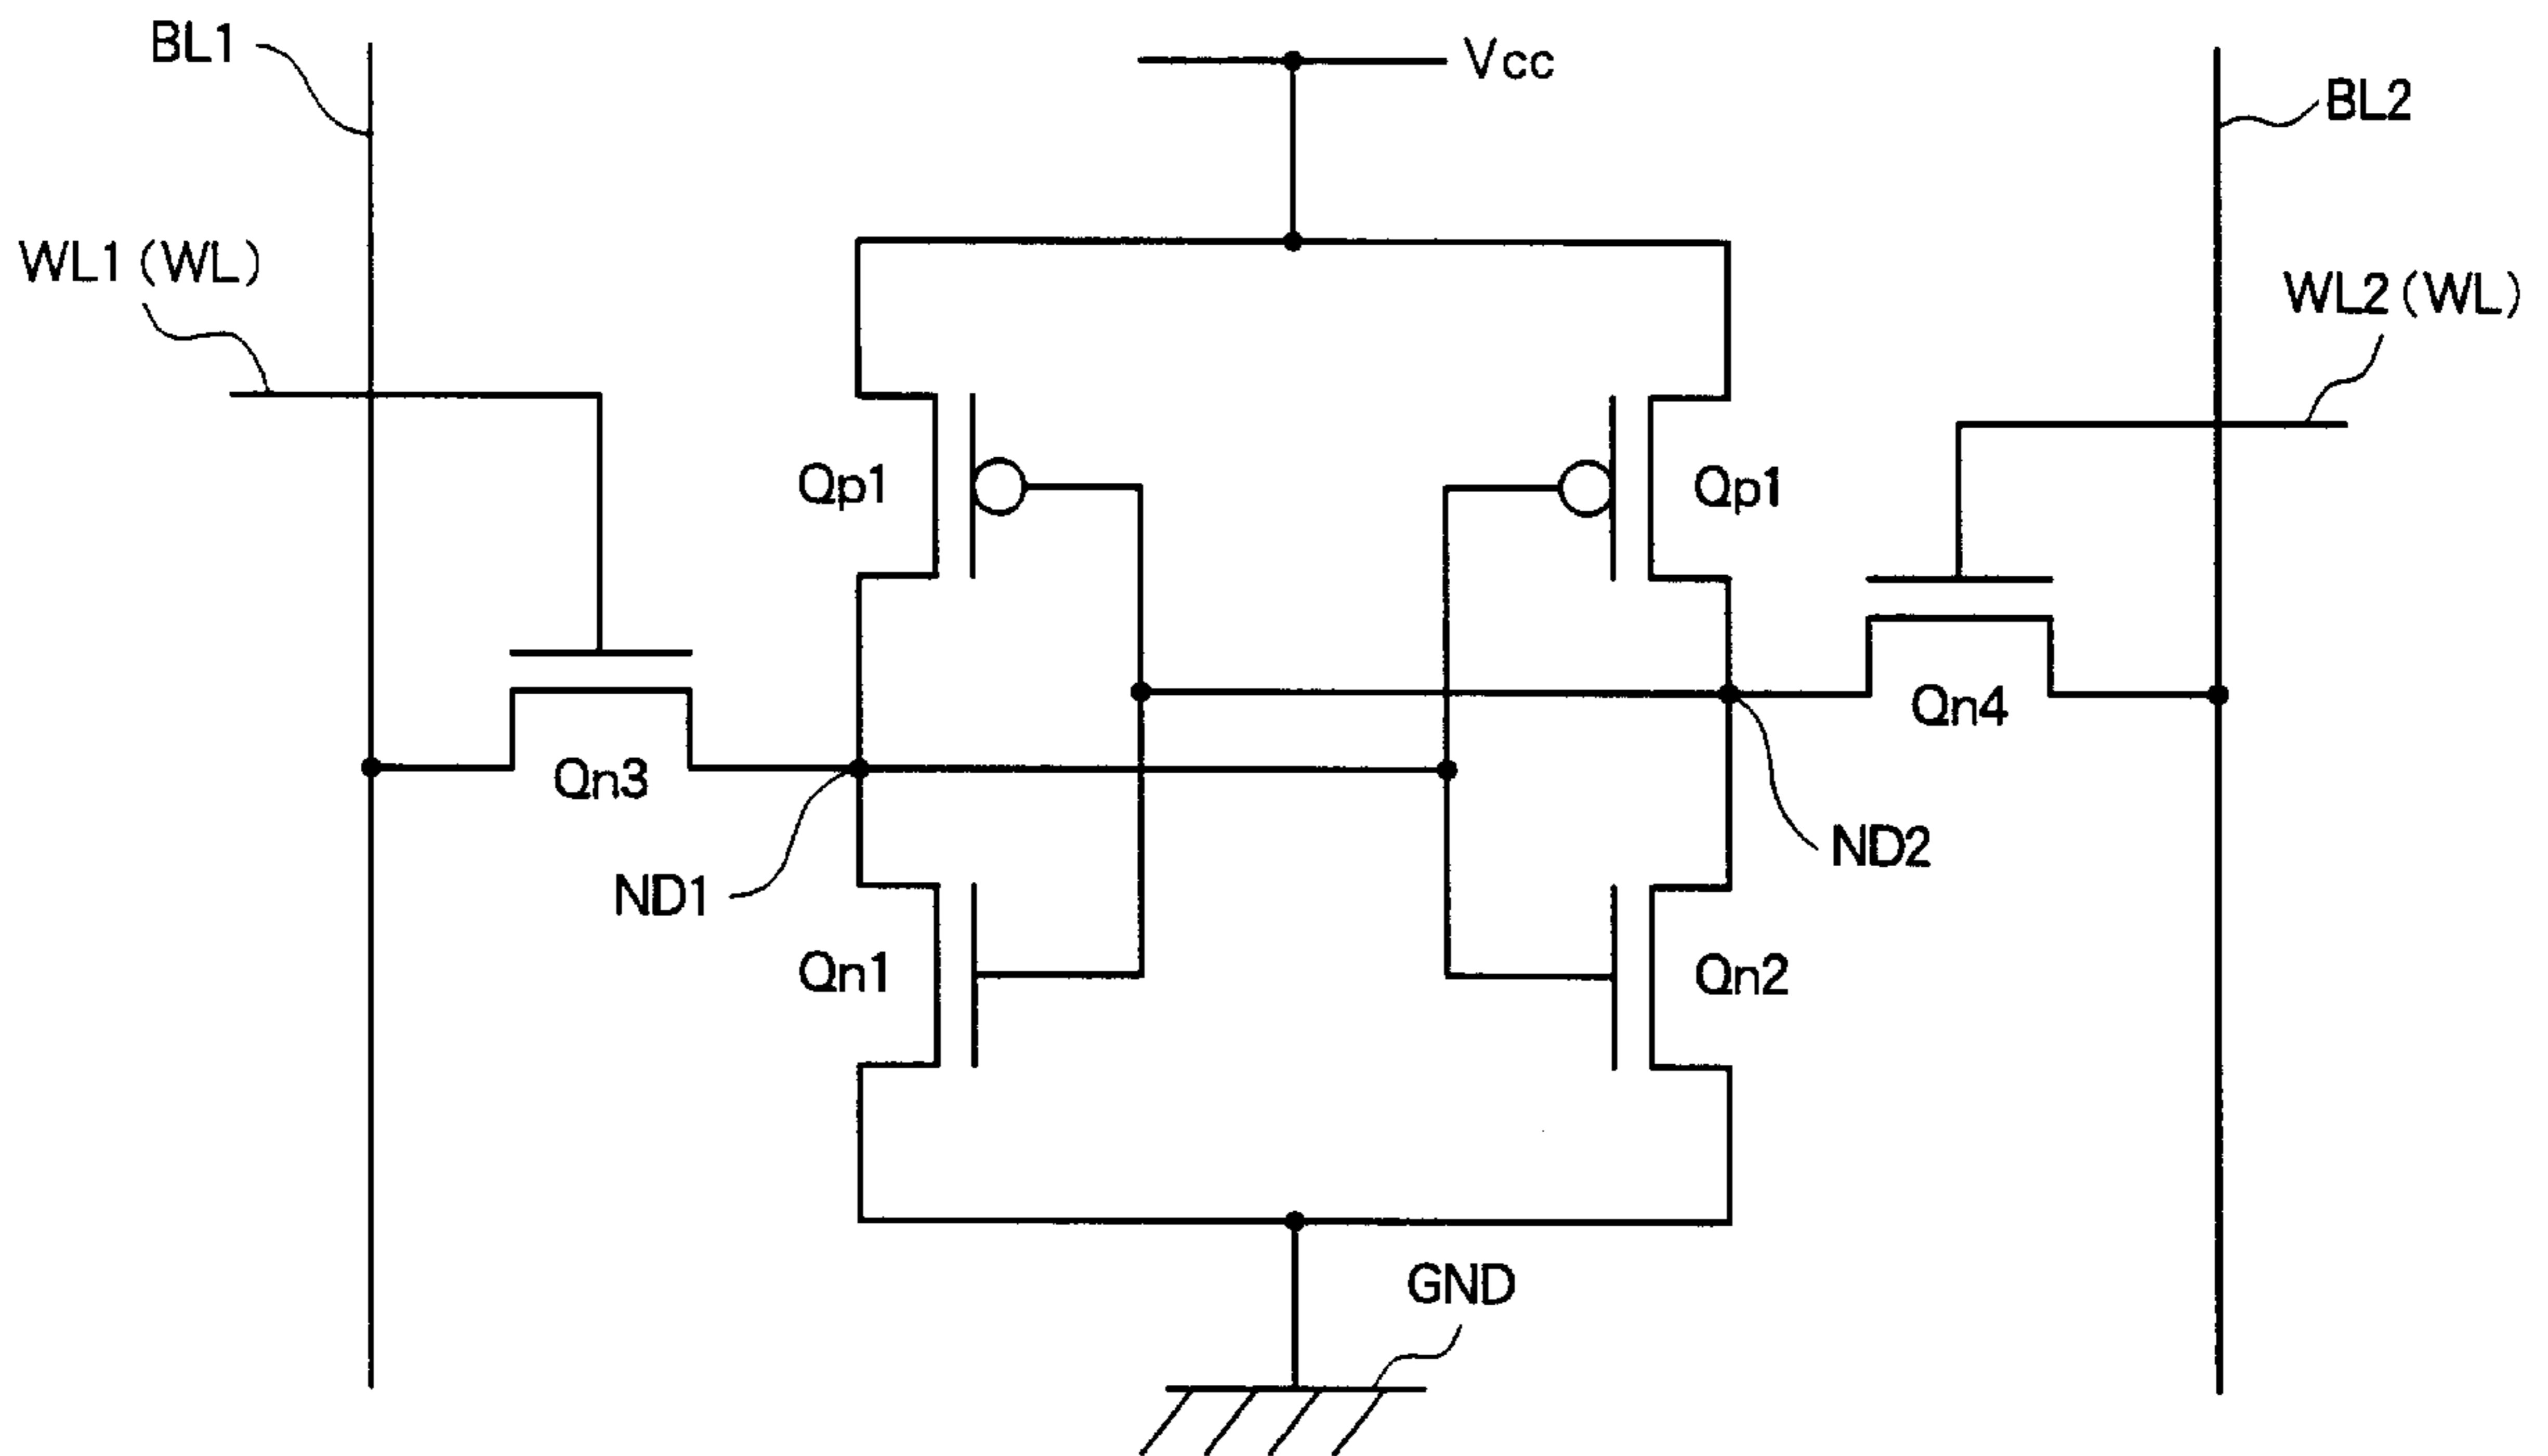 BL1
Vcc
BL2
WL1 (WL)
WL2 (WL)
Qp1
Qp1
Qn4
Qn3
ND2
ND1
Qn1
Qn2
GND